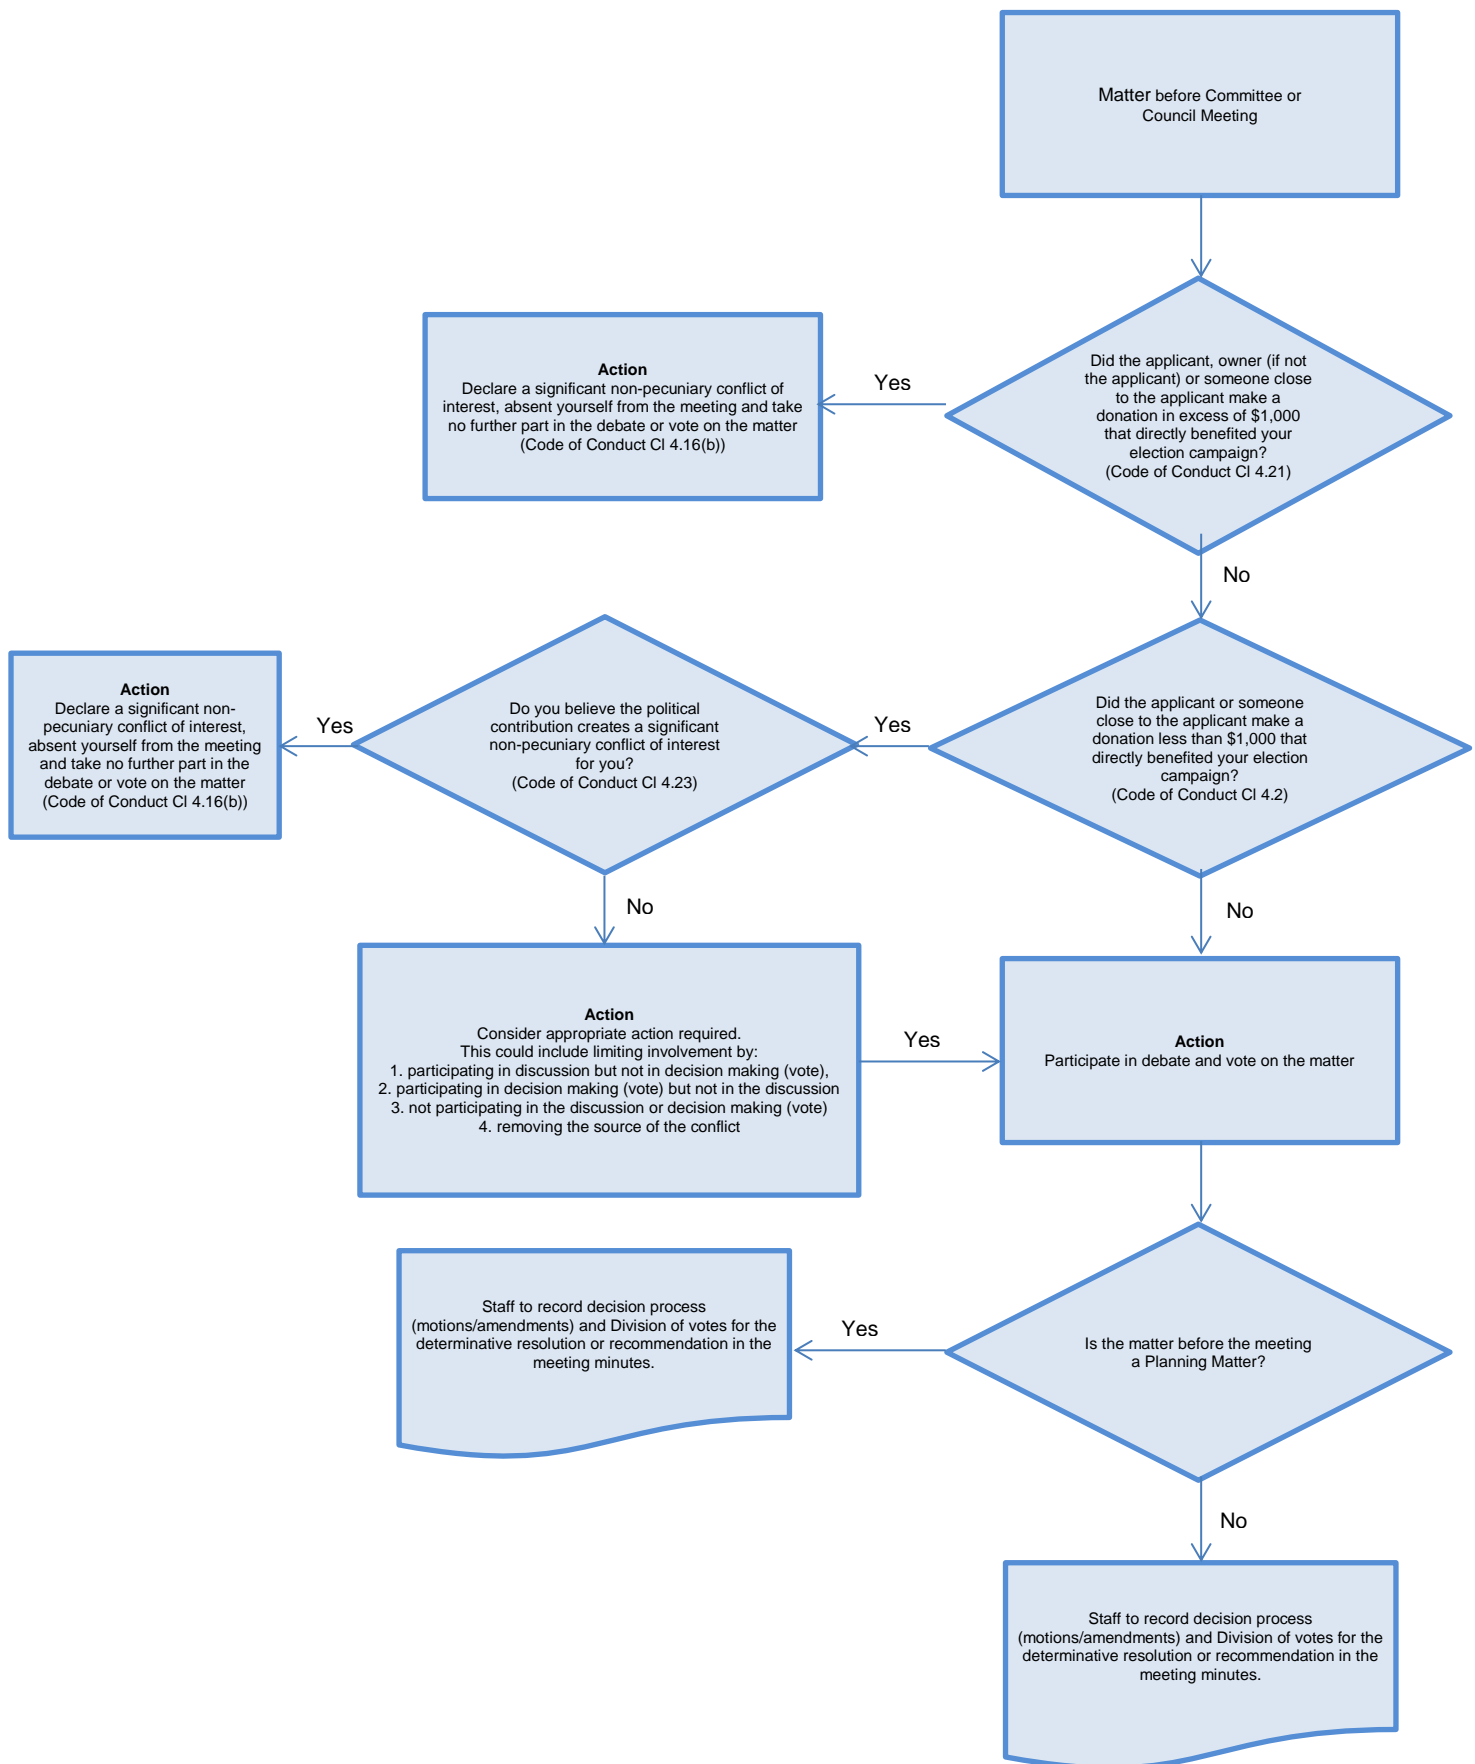 Matter before Committee or
Council Meeting
Did the applicant, owner (if not
the applicant) or someone close
to the applicant make a
donation in excess of $1,000
that directly benefited your
election campaign?
(Code of Conduct Cl 4.21)
Yes
Action
Declare a significant non-pecuniary conflict of
interest, absent yourself from the meeting and take
no further part in the debate or vote on the matter
(Code of Conduct Cl 4.16(b))
No
Did the applicant or someone
close to the applicant make a
donation less than $1,000 that
directly benefited your election
campaign?
(Code of Conduct Cl 4.2)
Yes
Do you believe the political
contribution creates a significant
non-pecuniary conflict of interest
for you?
(Code of Conduct Cl 4.23)
Yes
Action
Declare a significant non-
pecuniary conflict of interest,
absent yourself from the meeting
and take no further part in the
debate or vote on the matter
(Code of Conduct Cl 4.16(b))
No
Action
Consider appropriate action required.
This could include limiting involvement by:
1. participating in discussion but not in decision making (vote),
2. participating in decision making (vote) but not in the discussion
3. not participating in the discussion or decision making (vote)
4. removing the source of the conflict
Yes
No
Action
Participate in debate and vote on the matter
Is the matter before the meeting
a Planning Matter?
Yes
Staff to record decision process
(motions/amendments) and Division of votes for the
determinative resolution or recommendation in the
meeting minutes.
No
Staff to record decision process
(motions/amendments) and Division of votes for the
determinative resolution or recommendation in the
meeting minutes.